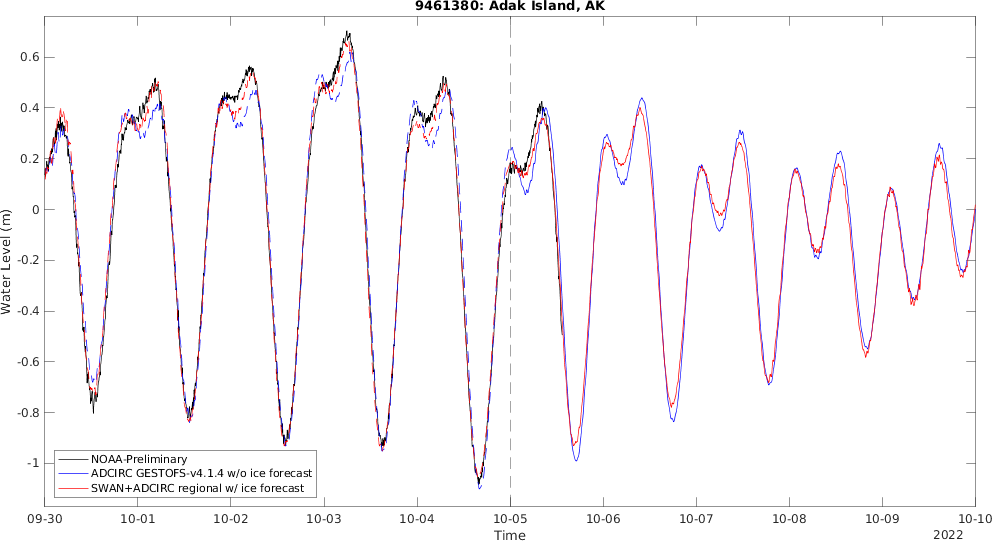 9461380: Adak Island, AK
0.6
0.4
0.2
0
-0.2
-0.4
-0.6
-0.8
-1
Water Level (m)
NOAA-Preliminary
ADCIRC GESTOFS-v4.1.4 w/o ice forecast
SWAN+ADCIRC regional w/ ice forecast
09-30 10-01 10-02 10-03 10-04 10-05 10-06 10-07 10-08 10-09 10-10
Time
2022